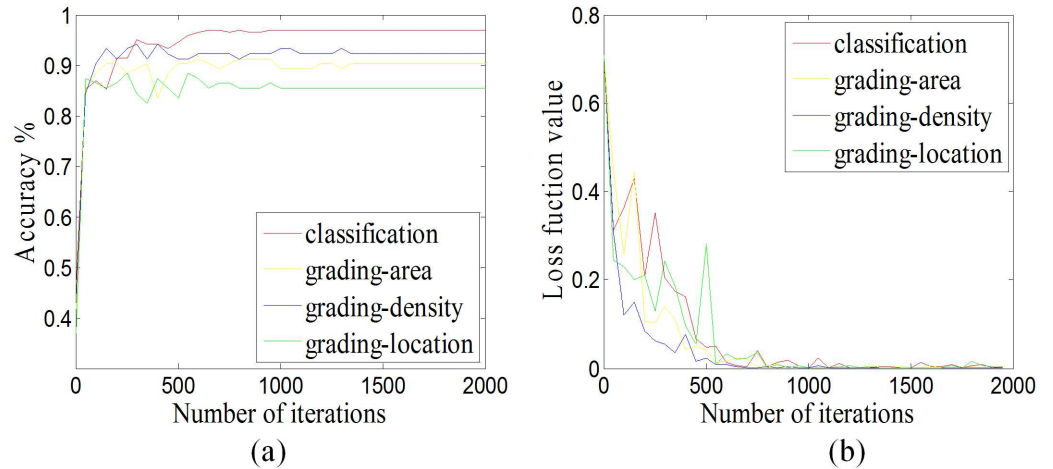 1
0.9
0.8
0.7
0.6
0.5
0.4
Accuracy %
classification
grading-area
grading-density
grading-location
0 500 1000 1500 2000
Number of iterations
(a)
0.8
0.6
0.4
0.2
0
Loss fuction value
classification
grading-area
grading-density
grading-location
0 500 1000 1500 2000
Number of iterations
(b)